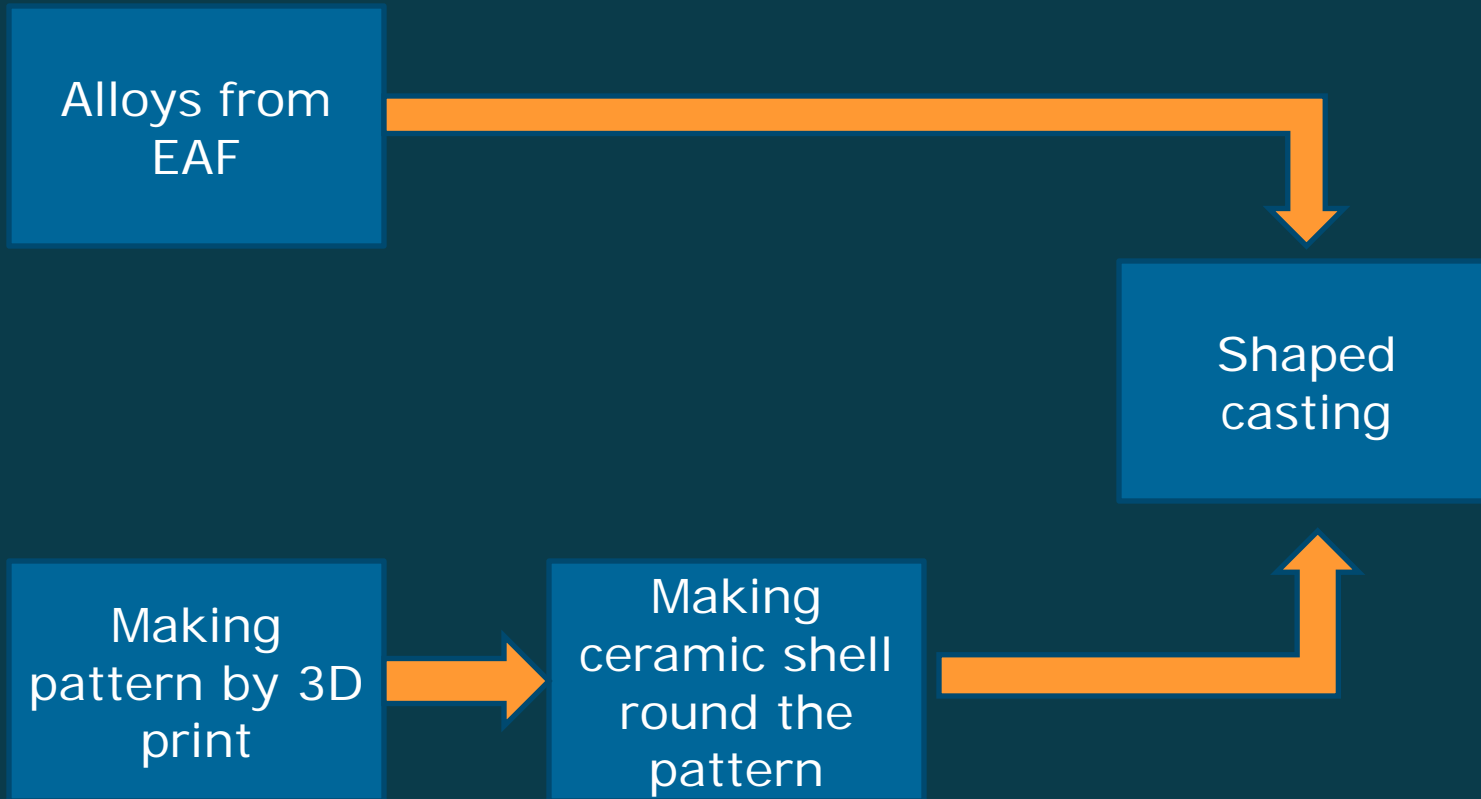 Alloys from
EAF
Shaped
casting
Making
pattern by 3D
print
Making
ceramic shell
round the
pattern